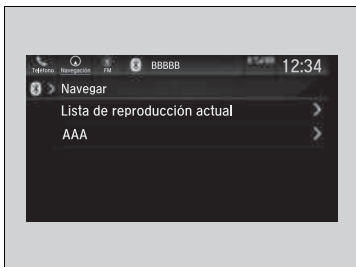 Teléfono Navegación FM BBBBB 12:34
Navegar
Lista de reproducción actual
AAA